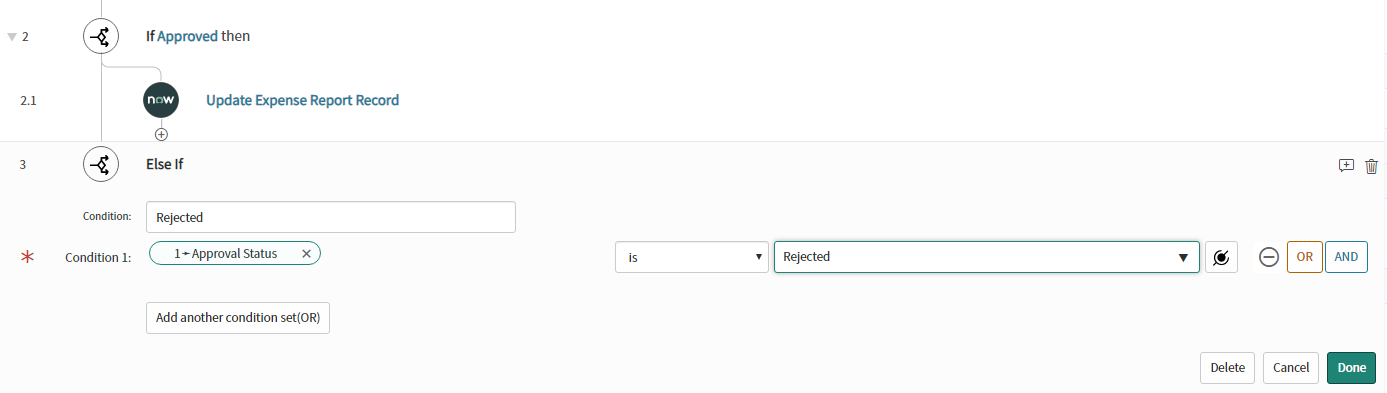 2 If Approved then
2.1 now Update Expense Report Record
3 Else If
Condition: Rejected
* Condition 1: 1➛Approval Status × is Rejected OR AND
Add another condition set(OR)
Delete Cancel Done